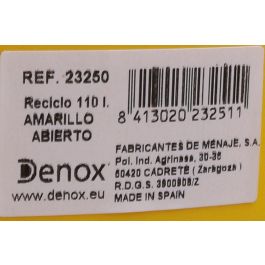 REF. 23250
Reciclo 110 l.
AMARILLO
ABIERTO
Denox
www.denox.eu
8 413020 232511
FABRICANTES DE MENAJE, S.A.
Pol. Ind. Agrinasa, 30-36
50420 CADRETE ( Zaragoza )
R.D.G.S. 3900808/Z
MADE IN SPAIN